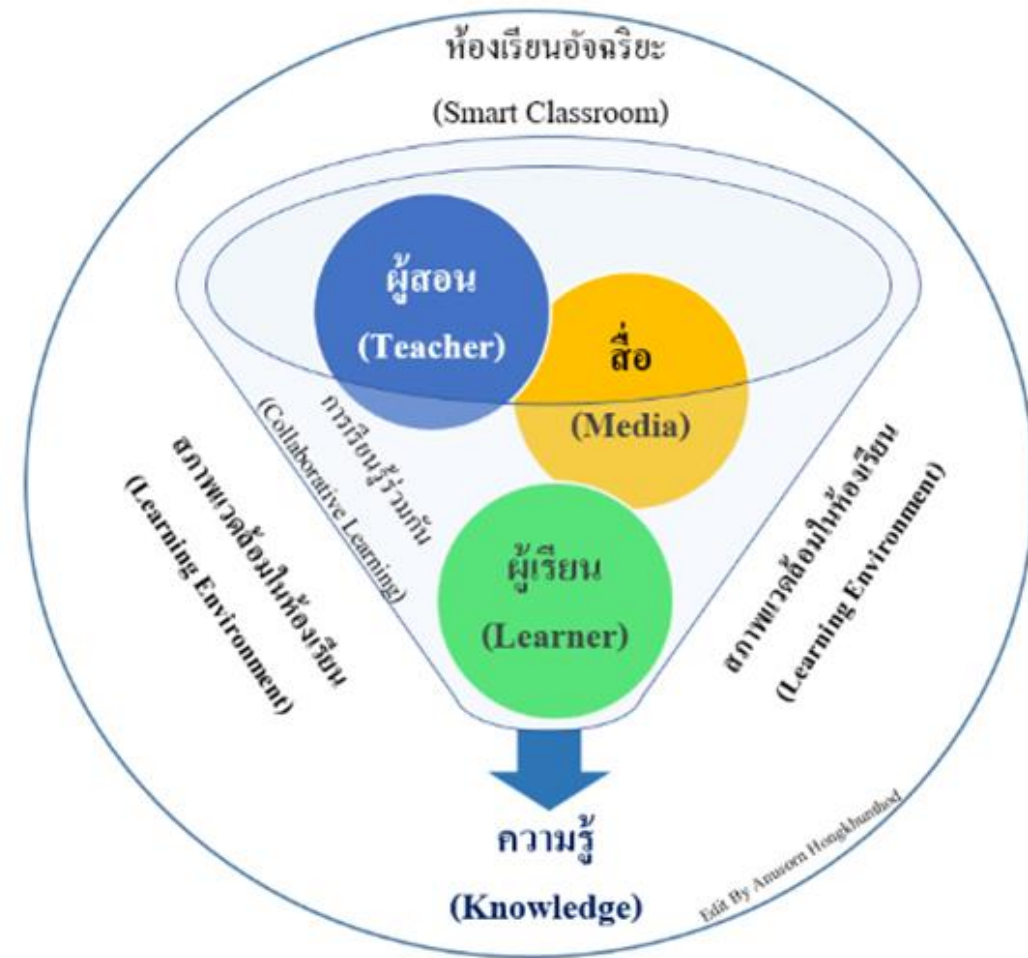 ห้องเรียนอัจฉริยะ
(Smart Classroom)
ผู้สอน
(Teacher)
สื่อ
(Media)
การเรียนรู้ร่วมกัน
(Collaborative Learning)
ผู้เรียน
(Learner)
สภาพแวดล้อมในห้องเรียน
(Learning Environment)
สภาพแวดล้อมในห้องเรียน
(Learning Environment)
ความรู้
(Knowledge)
Edit By Anusorn Hongkhunthod